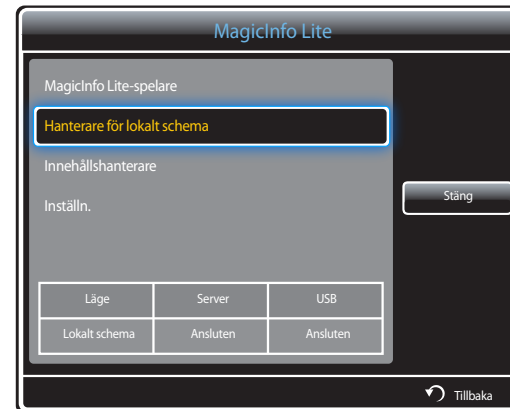 MagicInfo Lite
MagicInfo Lite-spelare
Hanterare för lokalt schema
Innehållshanterare
Inställn.
Stäng
Läge Server USB
Lokalt schema Ansluten Ansluten
Tillbaka